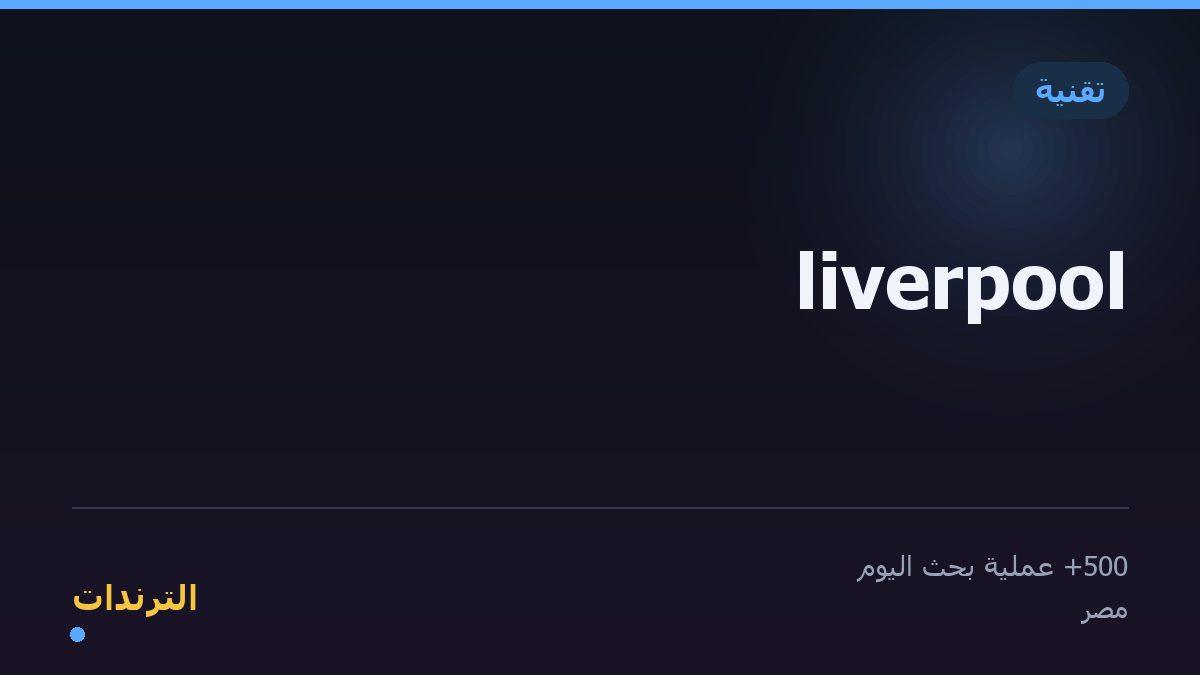 تقنية
liverpool
500+ عملية بحث اليوم
مصر
الترندات